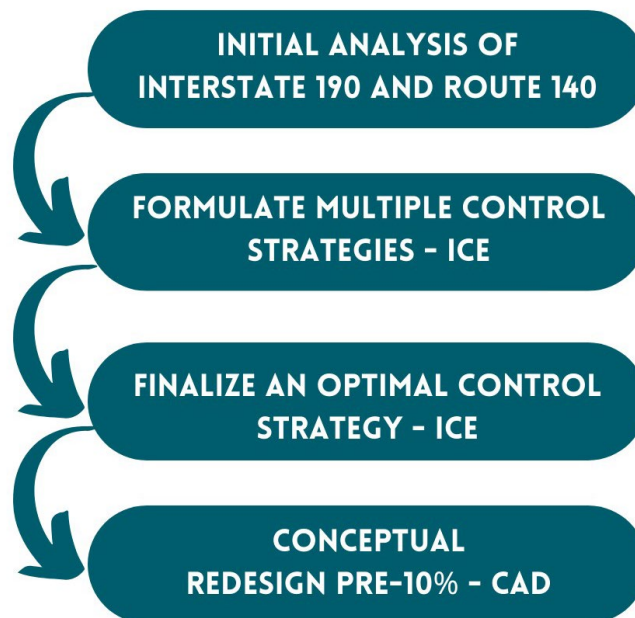 INITIAL ANALYSIS OF
INTERSTATE 190 AND ROUTE 140
FORMULATE MULTIPLE CONTROL
STRATEGIES - ICE
FINALIZE AN OPTIMAL CONTROL
STRATEGY - ICE
CONCEPTUAL
REDESIGN PRE-10% - CAD